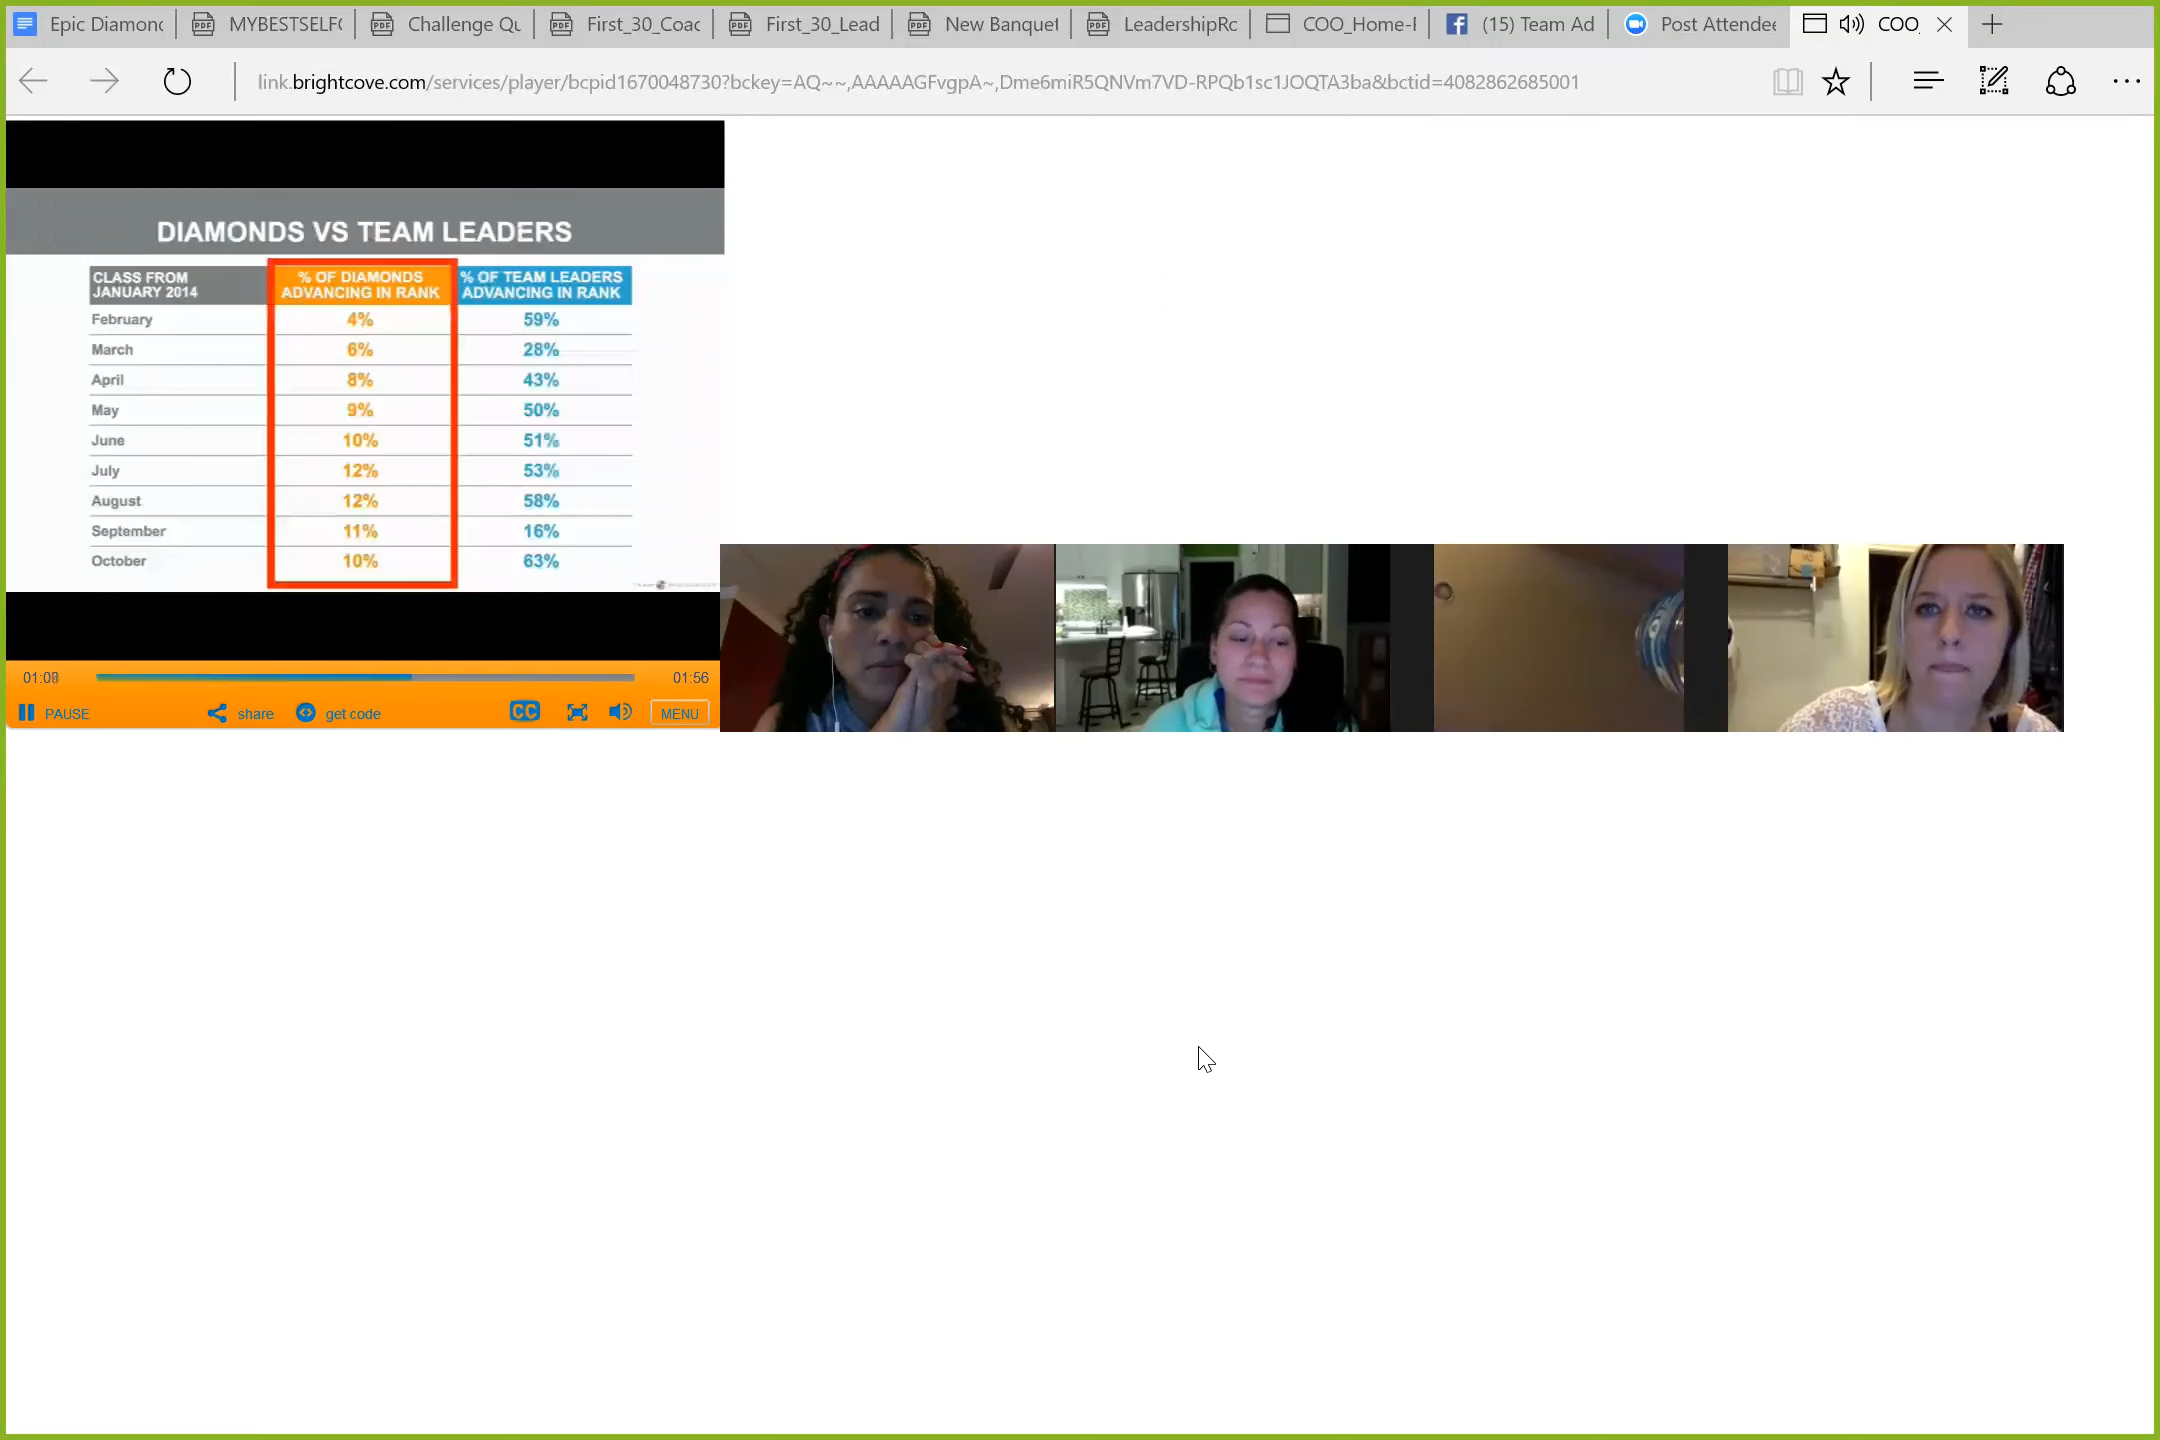 Epic Diamond
MYBESTSELF
Challenge Qu
First_30_Coac
First_30_Lead
New Banquet
LeadershipRo
COO_Home-
(15) Team Ad
Post Attendee
COO
link.brightcove.com/services/player/bcpid1670048730?bckey=AQ~~,AAAAAGFvgpA~,Dme6miR5QNVm7VD-RPQb1sc1JOQTA3ba&bctid=4082862685001
DIAMONDS VS TEAM LEADERS
CLASS FROM JANUARY 2014 % OF DIAMONDS ADVANCING IN RANK % OF TEAM LEADERS ADVANCING IN RANK
February 4% 59%
March 6% 28%
April 8% 43%
May 9% 50%
June 10% 51%
July 12% 53%
August 12% 58%
September 11% 16%
October 10% 63%
01:56
PAUSE share get code CC MENU